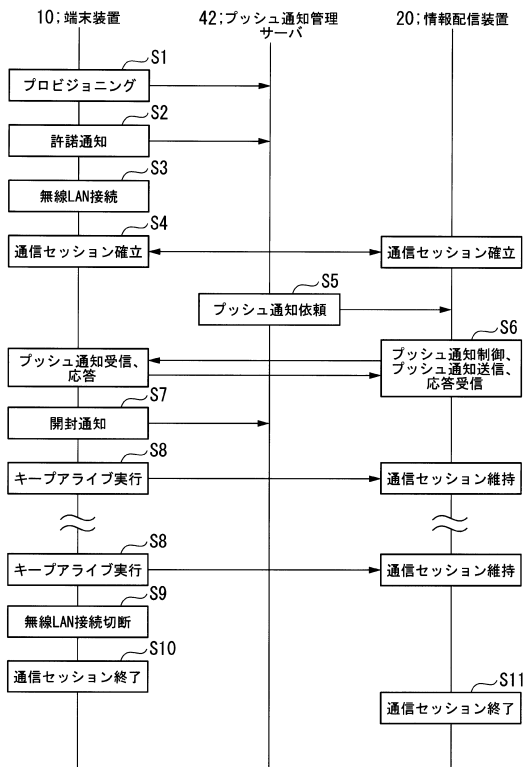 10;端末装置
42;プッシュ通知管理
サーバ
20;情報配信装置
S1
プロビジョニング
S2
許諾通知
S3
無線LAN接続
S4
通信セッション確立
通信セッション確立
S5
プッシュ通知依頼
S6
プッシュ通知受信、
応答
プッシュ通知制御、
プッシュ通知送信、
応答受信
S7
開封通知
S8
キープアライブ実行
通信セッション維持
S8
キープアライブ実行
通信セッション維持
S9
無線LAN接続切断
S10
通信セッション終了
S11
通信セッション終了